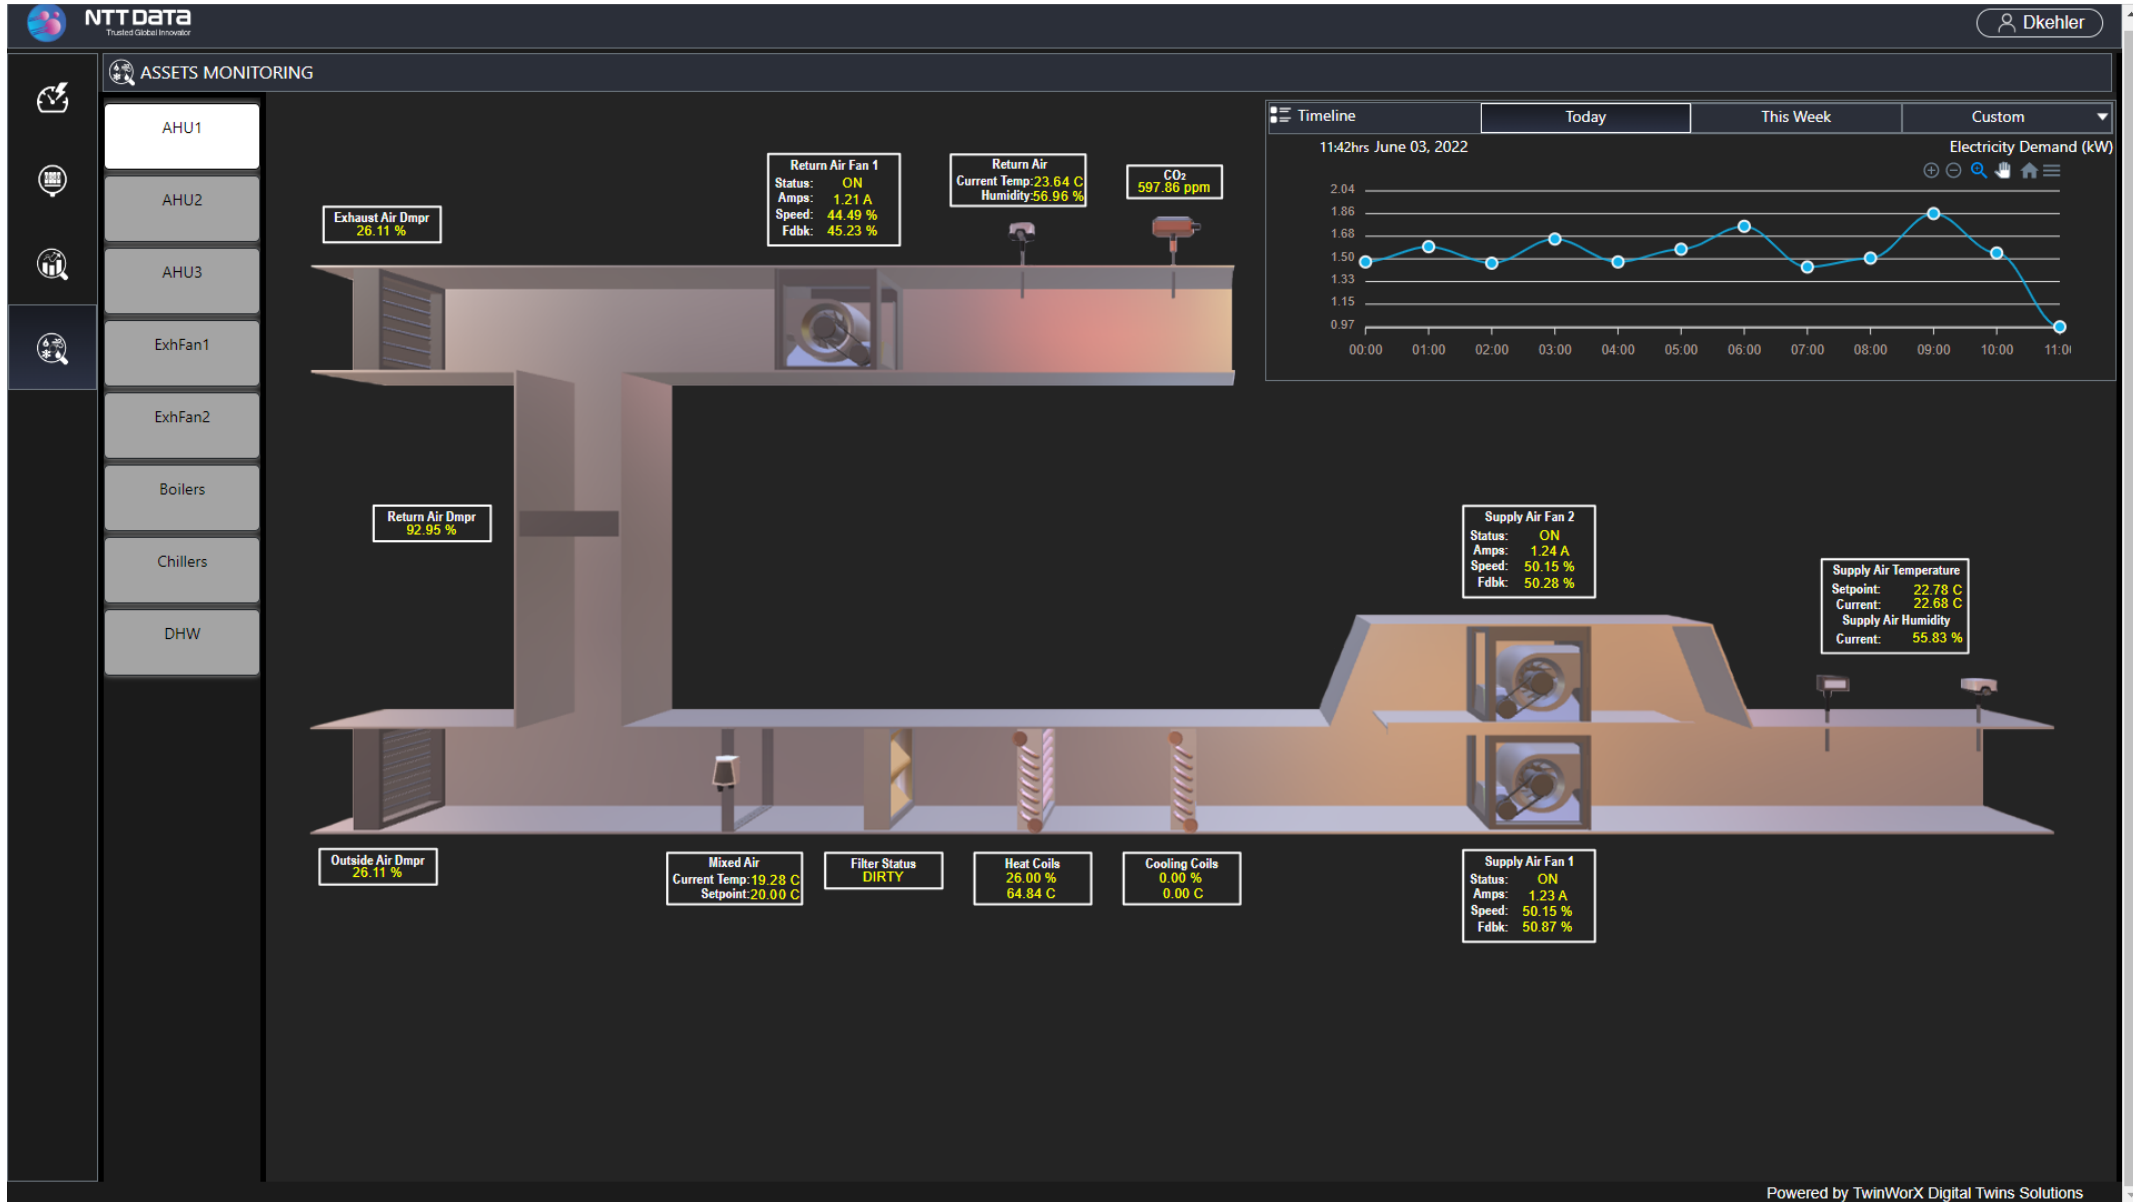 NTT DATA
Trusted Global Innovator
Dkehler
ASSETS MONITORING
AHU1
AHU2
AHU3
ExhFan1
ExhFan2
Boilers
Chillers
DHW
Timeline
Today
This Week
Custom
11:42hrs June 03, 2022
Electricity Demand (kW)
2.04
1.86
1.68
1.50
1.33
1.15
0.97
00:00 01:00 02:00 03:00 04:00 05:00 06:00 07:00 08:00 09:00 10:00 11:0
Exhaust Air Dmpr
26.11 %
Return Air Fan 1
Status: ON
Amps: 1.21 A
Speed: 44.49 %
Fdbk: 45.23 %
Return Air
Current Temp:23.64 C
Humidity:56.96 %
CO₂
597.86 ppm
Return Air Dmpr
92.95 %
Supply Air Fan 2
Status: ON
Amps: 1.24 A
Speed: 50.15 %
Fdbk: 50.28 %
Supply Air Temperature
Setpoint: 22.78 C
Current: 22.68 C
Supply Air Humidity
Current: 55.83 %
Outside Air Dmpr
26.11 %
Mixed Air
Current Temp:19.28 C
Setpoint:20.00 C
Filter Status
DIRTY
Heat Coils
26.00 %
64.84 C
Cooling Coils
0.00 %
0.00 C
Supply Air Fan 1
Status: ON
Amps: 1.23 A
Speed: 50.15 %
Fdbk: 50.87 %
Powered by TwinWorX Digital Twins Solutions